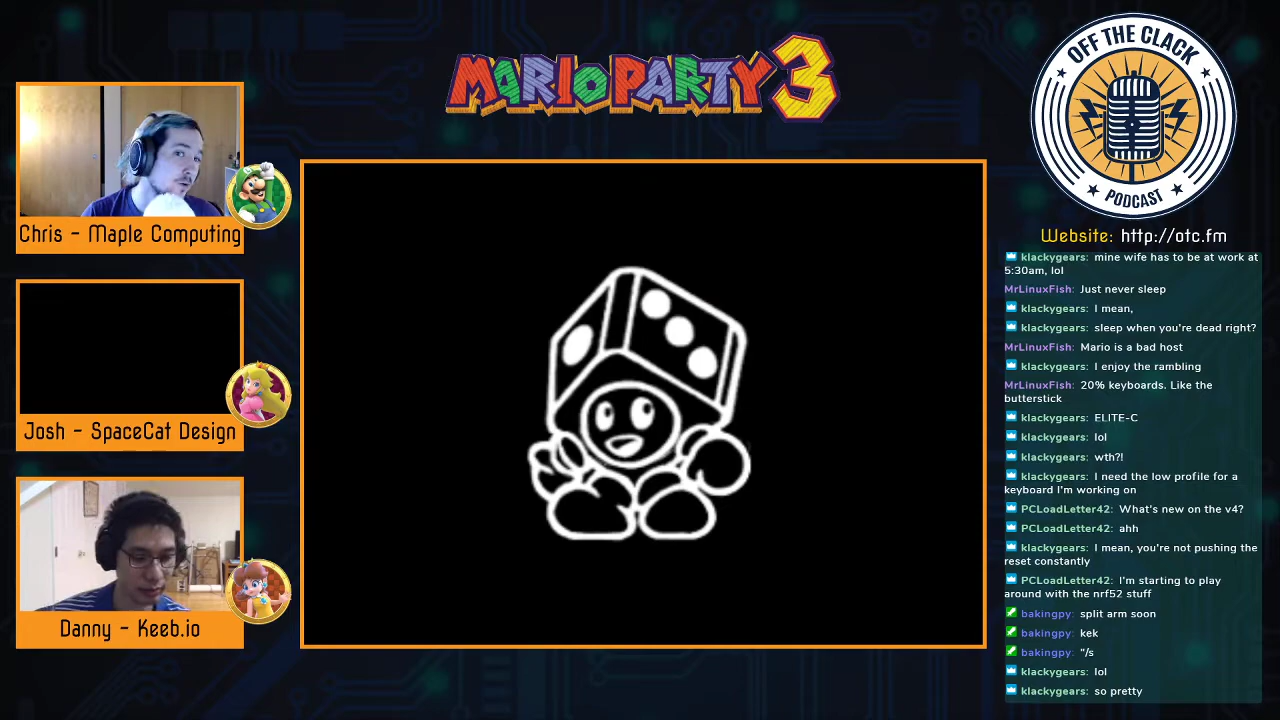 MARIO PARTY 3
OFF THE CLACK
PODCAST
Chris - Maple Computing
Josh - SpaceCat Design
Danny - Keeb.io
Website: http://otc.fm
klackygears: mine wife has to be at work at
5:30am, lol
MrLinuxFish: Just never sleep
klackygears: I mean,
klackygears: sleep when you're dead right?
MrLinuxFish: Mario is a bad host
klackygears: I enjoy the rambling
MrLinuxFish: 20% keyboards. Like the
butterstick
klackygears: ELITE-C
klackygears: lol
klackygears: wth?!
klackygears: I need the low profile for a
keyboard I'm working on
PCLoadLetter42: What's new on the v4?
PCLoadLetter42: ahh
klackygears: I mean, you're not pushing the
reset constantly
PCLoadLetter42: I'm starting to play
around with the nrf52 stuff
bakingpy: split arm soon
bakingpy: kek
bakingpy: "/s
klackygears: lol
klackygears: so pretty